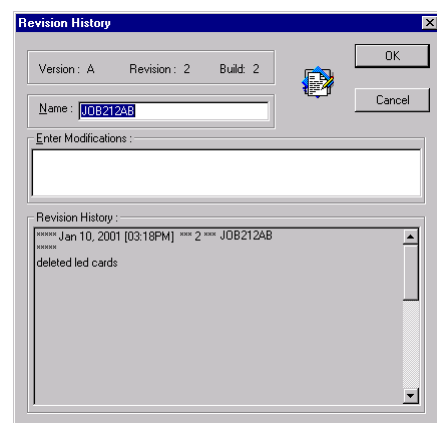 Revision History
Version : A Revision : 2 Build: 2
OK
Name : JOB212AB
Cancel
Enter Modifications :
Revision History :
***** Jan 10, 2001 [03:18PM] *** 2 *** JOB212AB
*****
deleted led cards